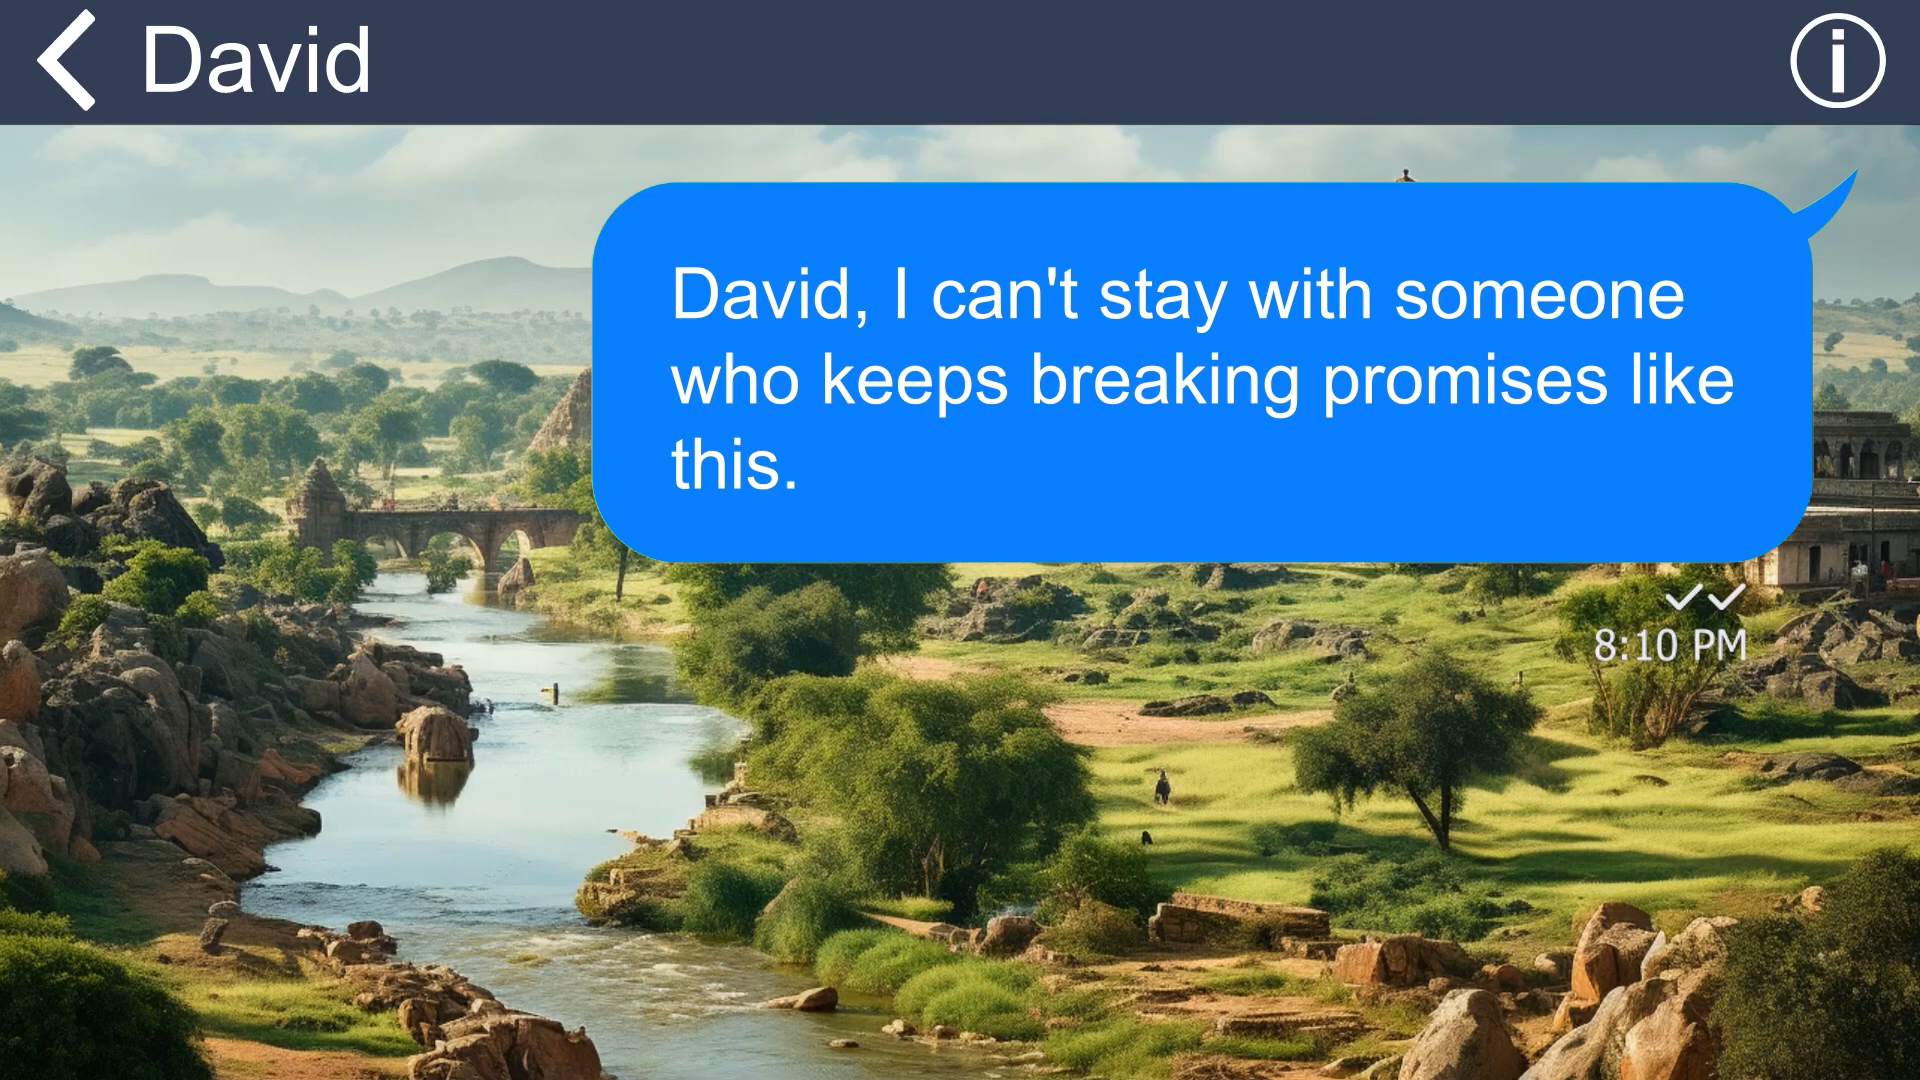 David
David, I can't stay with someone
who keeps breaking promises like
this.
8:10 PM